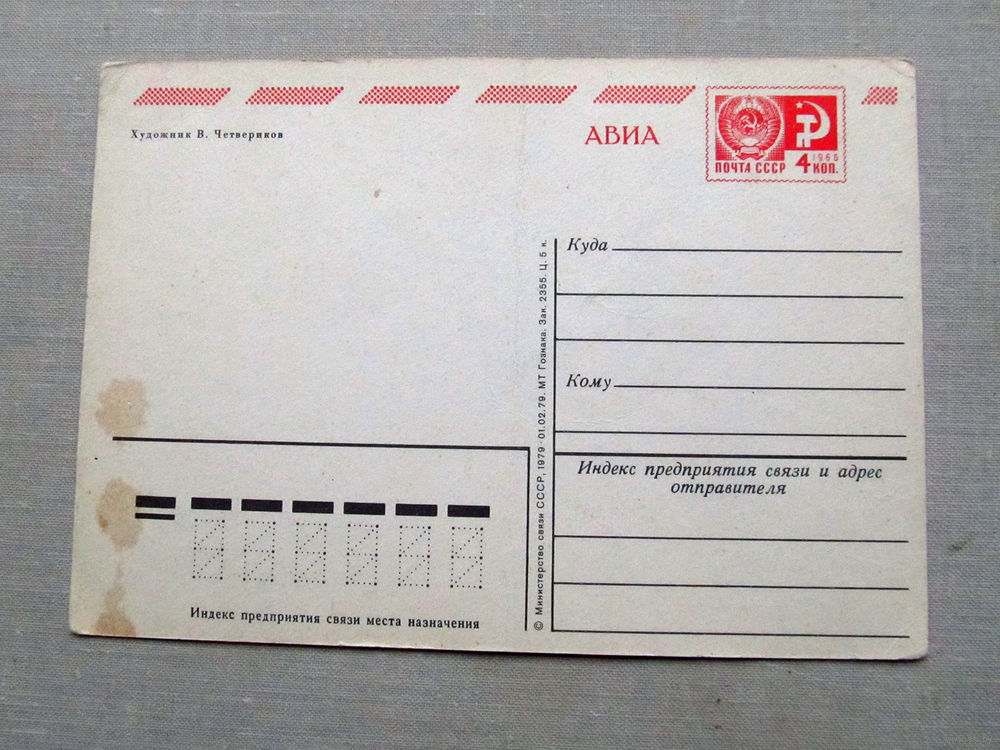 Художник В. Четвериков
АВИА
1966
ПОЧТА СССР 4 КОП.
Куда
Кому
Индекс предприятия связи и адрес
отправителя
© Министерство связи СССР, 1979 · 01.02.79. МТ Гознака. Зак. 2355. Ц. 5 к.
Индекс предприятия связи места назначения